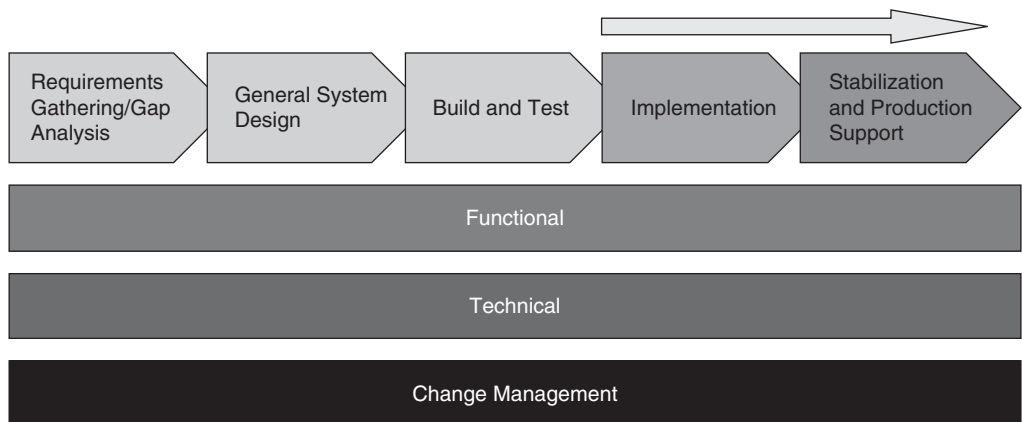 Requirements
Gathering/Gap
Analysis
General System
Design
Build and Test
Implementation
Stabilization
and Production
Support
Functional
Technical
Change Management